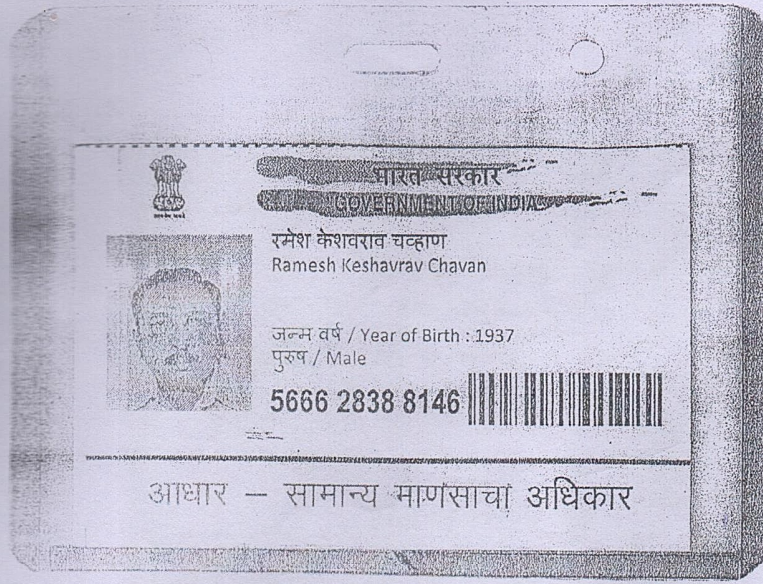 भारत सरकार
GOVERNMENT OF INDIA
रमेश केशवराव चव्हाण
Ramesh Keshavrav Chavan
जन्म वर्ष / Year of Birth : 1937
पुरुष / Male
5666 2838 8146
आधार – सामान्य माणसाचा अधिकार